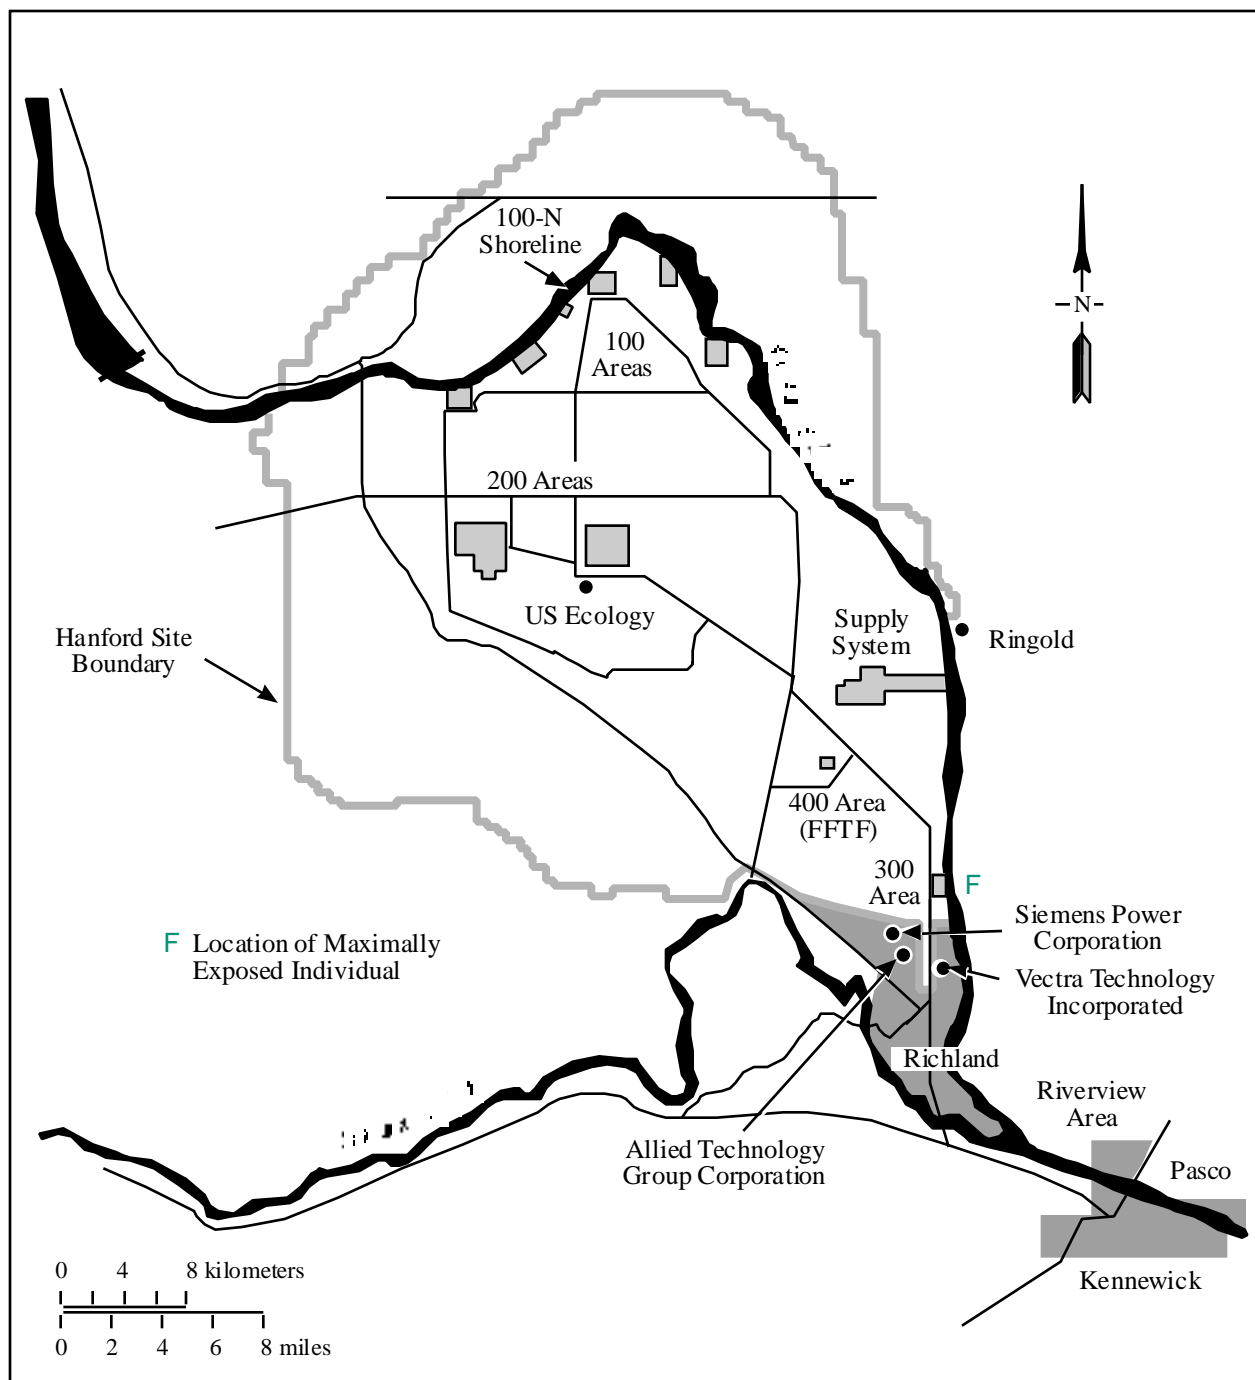 100-N
Shoreline
N
100
Areas
200 Areas
US Ecology
Supply
System
Ringold
Hanford Site
Boundary
400 Area
(FFTF)
300
Area
F
Siemens Power
Corporation
F Location of Maximally
Exposed Individual
Vectra Technology
Incorporated
Richland
Riverview
Area
Allied Technology
Group Corporation
Pasco
Kennewick
0 4 8 kilometers
0 2 4 6 8 miles